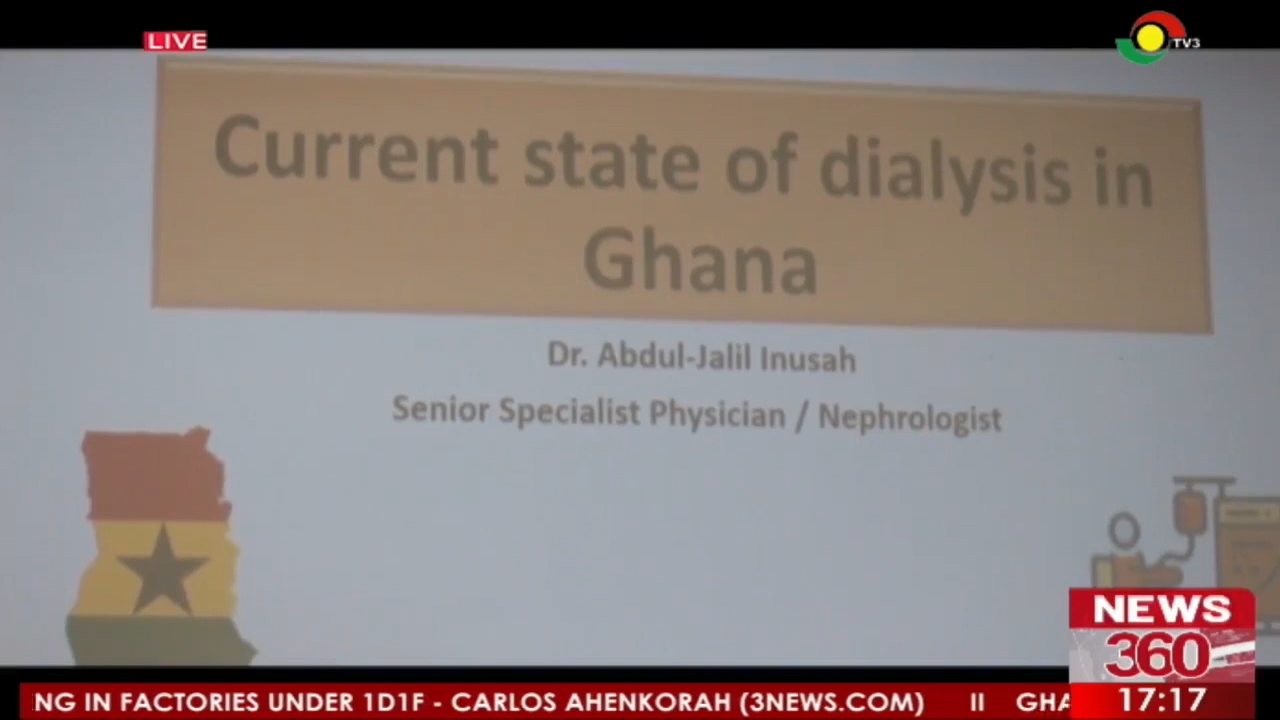 LIVE
TV3
Current state of dialysis in
Ghana
Dr. Abdul-Jalil Inusah
Senior Specialist Physician / Nephrologist
NEWS
360
17:17
NG IN FACTORIES UNDER 1D1F - CARLOS AHENKORAH (3NEWS.COM) II GHA